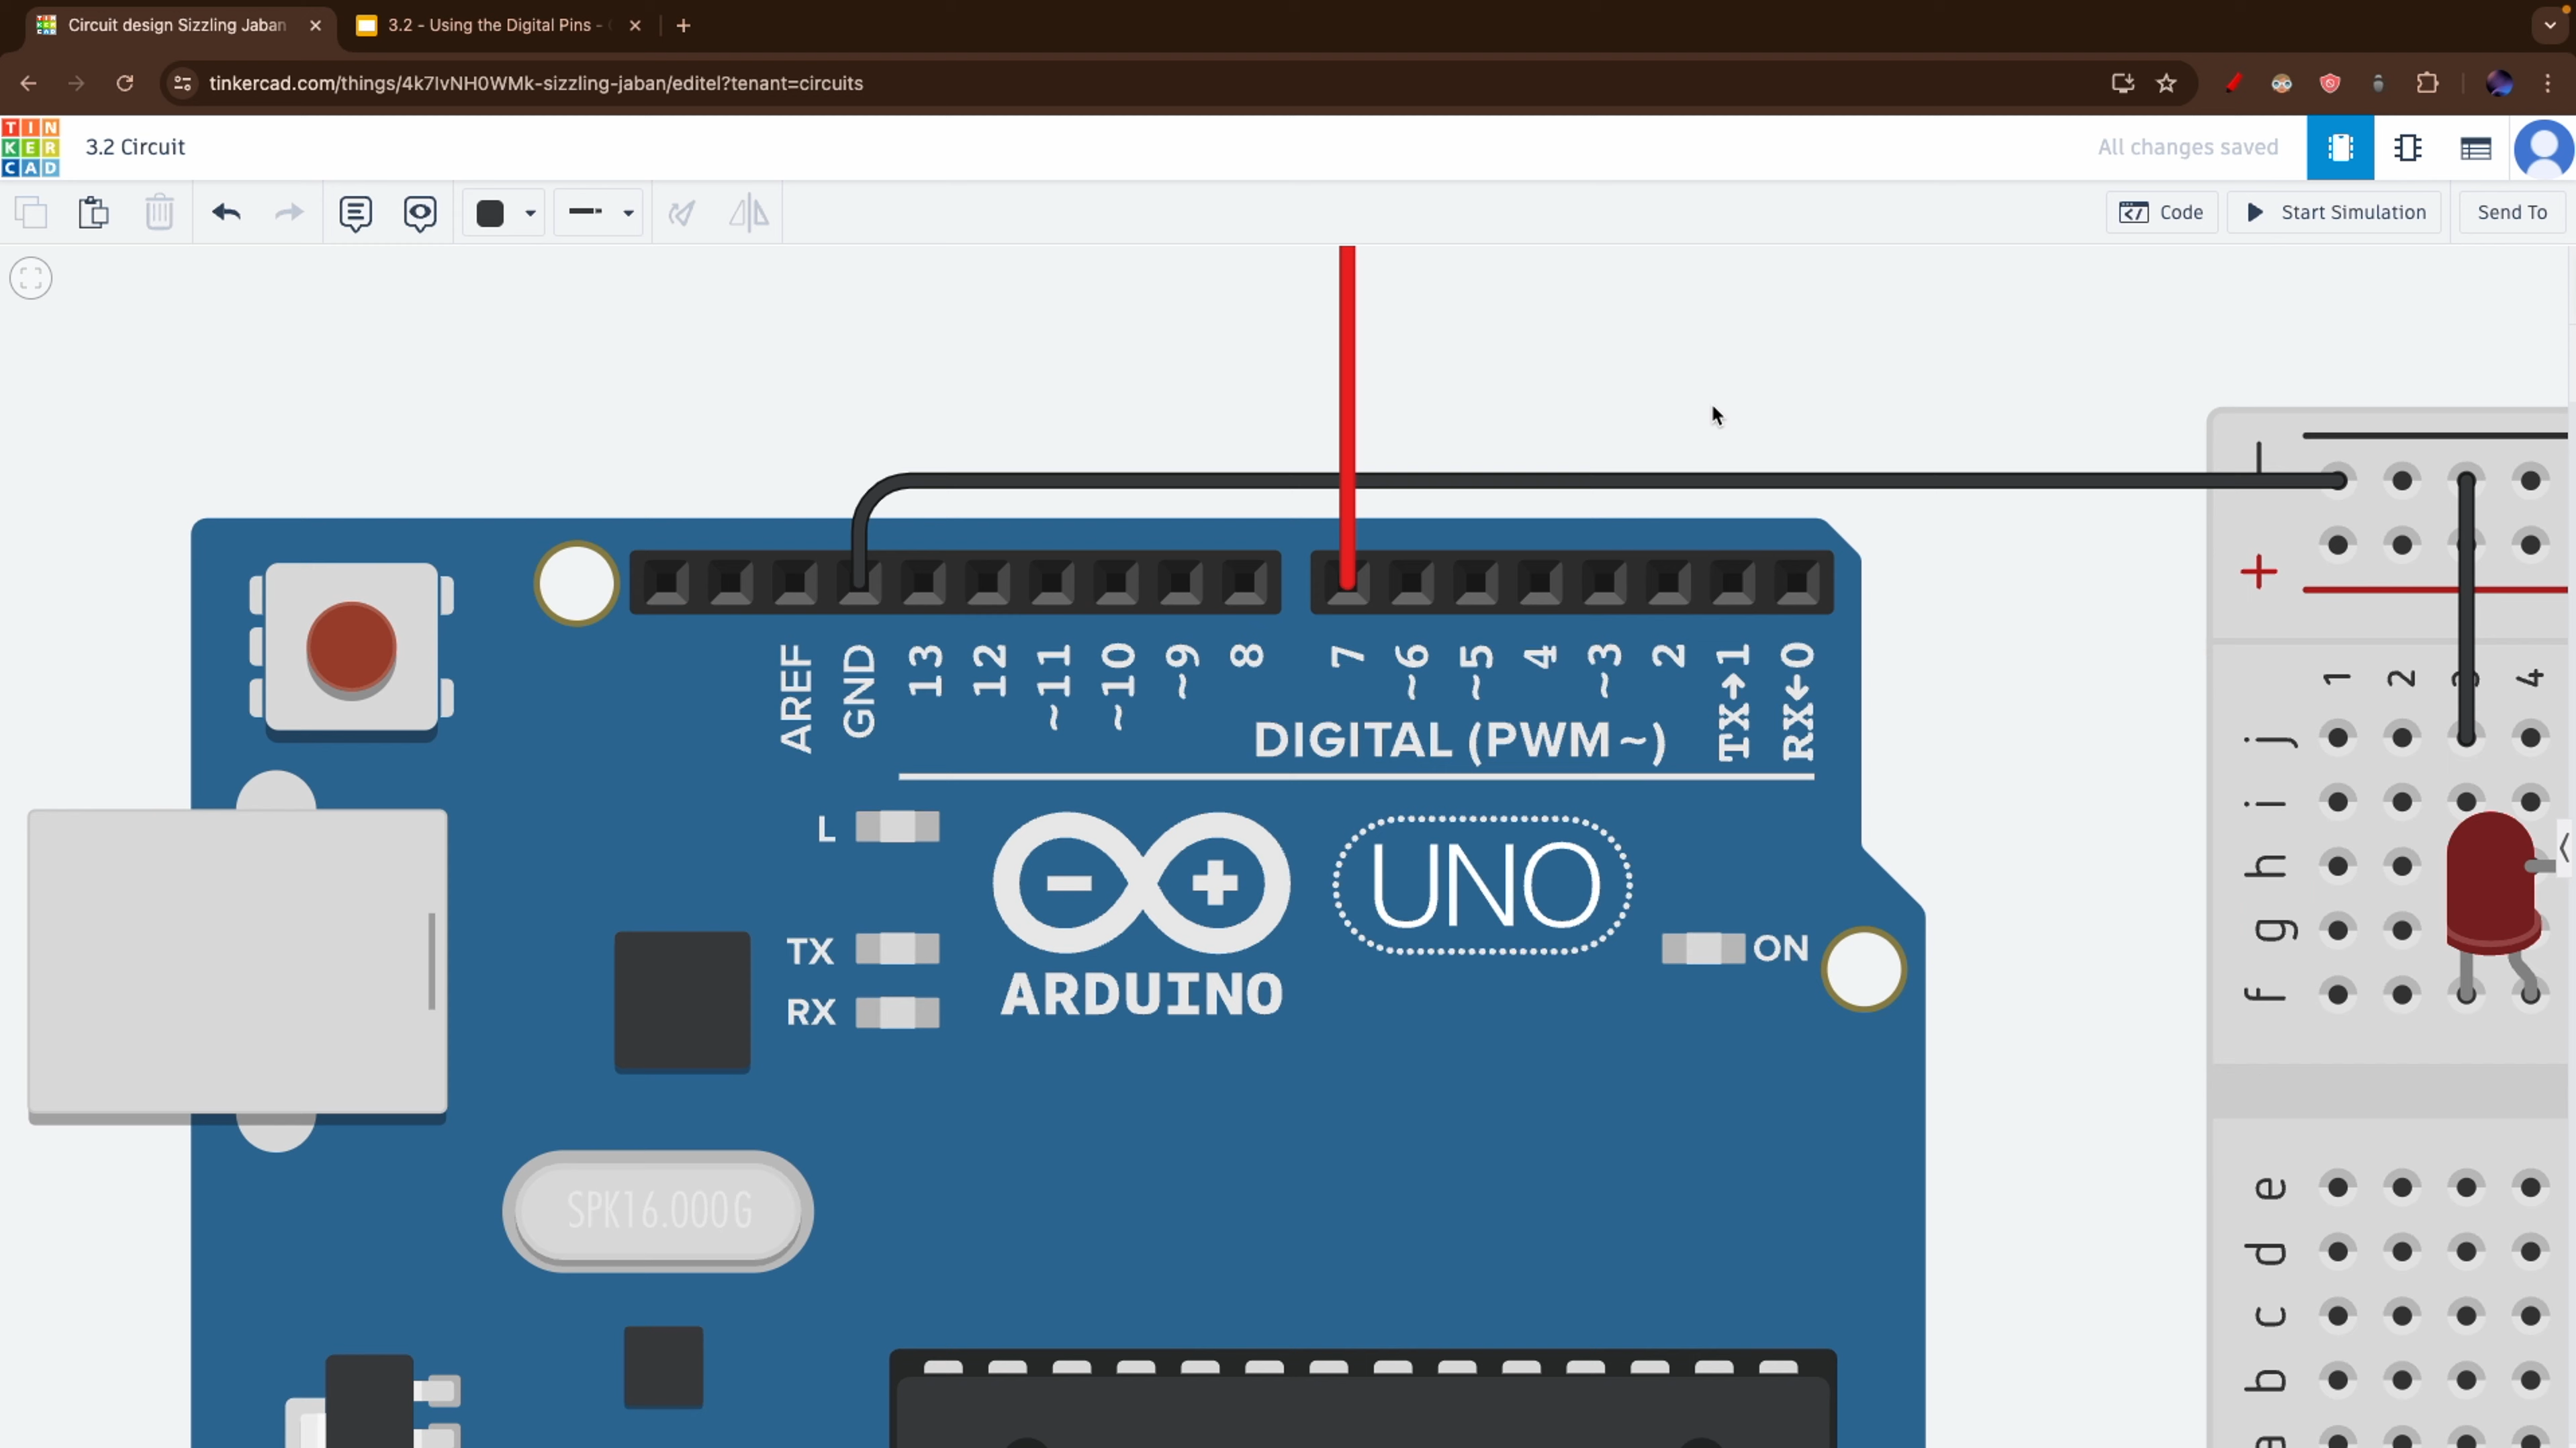 Circuit design Sizzling Jaban
3.2 - Using the Digital Pins -
tinkercad.com/things/4k7IvNH0WMk-sizzling-jaban/editel?tenant=circuits
TIN
KER
CAD
3.2 Circuit
All changes saved
Code
Start Simulation
Send To
AREF
GND
13
12
~11
~10
~9
8
7
~6
~5
4
~3
2
TX→1
RX←0
DIGITAL (PWM~)
L
TX
RX
UNO
ON
ARDUINO
SPK16.000G
1
2
3
4
j
i
h
g
f
e
d
c
b
a